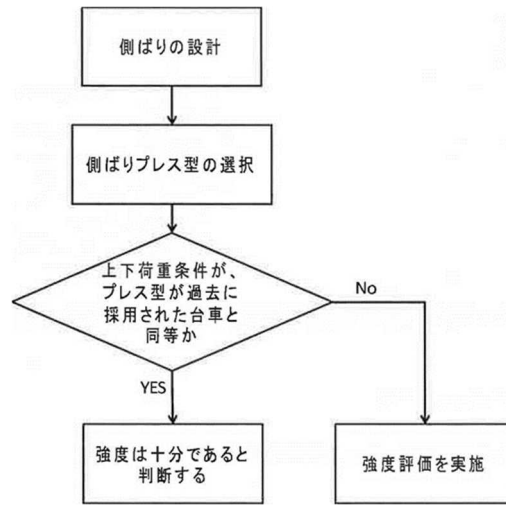 側ばりの設計
側ばりプレス型の選択
上下荷重条件が、
プレス型が過去に
採用された台車と
同等か
No
YES
強度は十分であると
判断する
強度評価を実施